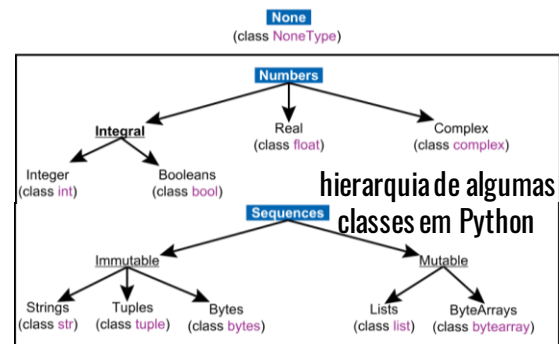 None
(class NoneType)
Numbers
Integral
Real
(class float)
Complex
(class complex)
Integer
(class int)
Booleans
(class bool)
hierarquia de algumas
classes em Python
Sequences
Immutable
Mutable
Strings
(class str)
Tuples
(class tuple)
Bytes
(class bytes)
Lists
(class list)
ByteArrays
(class bytearray)